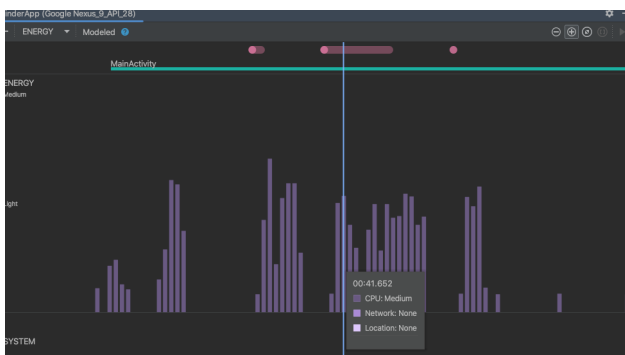 inderApp (Google Nexus_9_API_28)
ENERGY Modeled ?
MainActivity
ENERGY
Medium
Light
00:41.652
CPU: Medium
Network: None
Location: None
SYSTEM